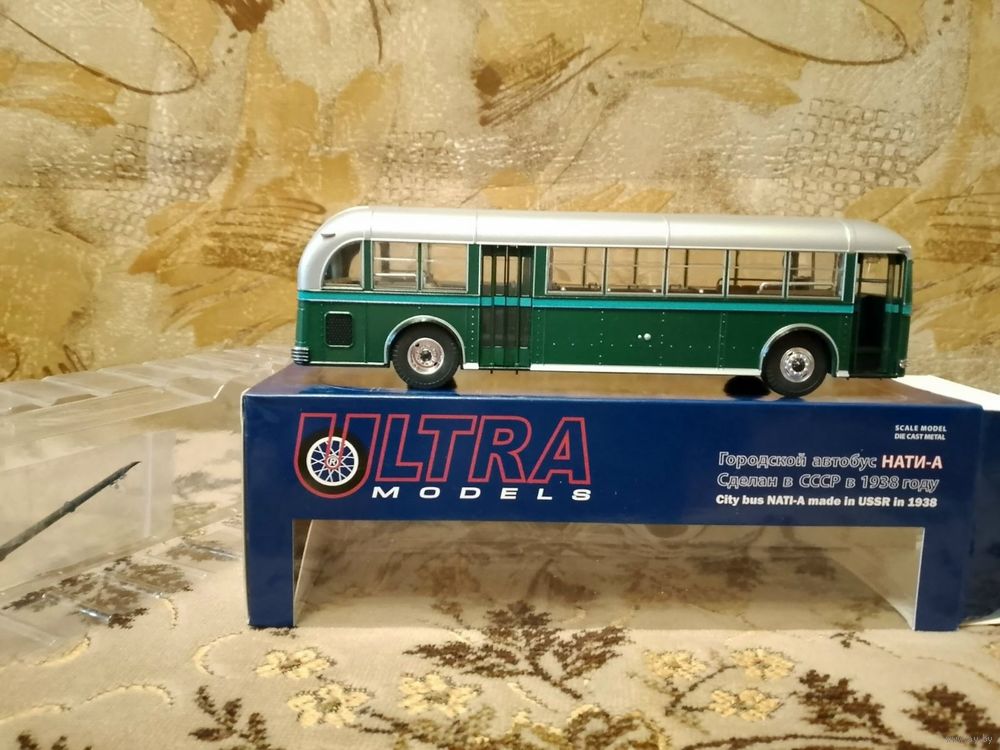 ULTRA
MODELS
®
SCALE MODEL
DIE CAST METAL
Городской автобус НАТИ-А
Сделан в СССР в 1938 году
City bus NATI-A made in USSR in 1938